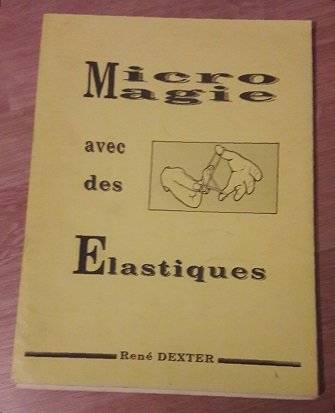 Micro
Magie
avec
des
Elastiques
René DEXTER